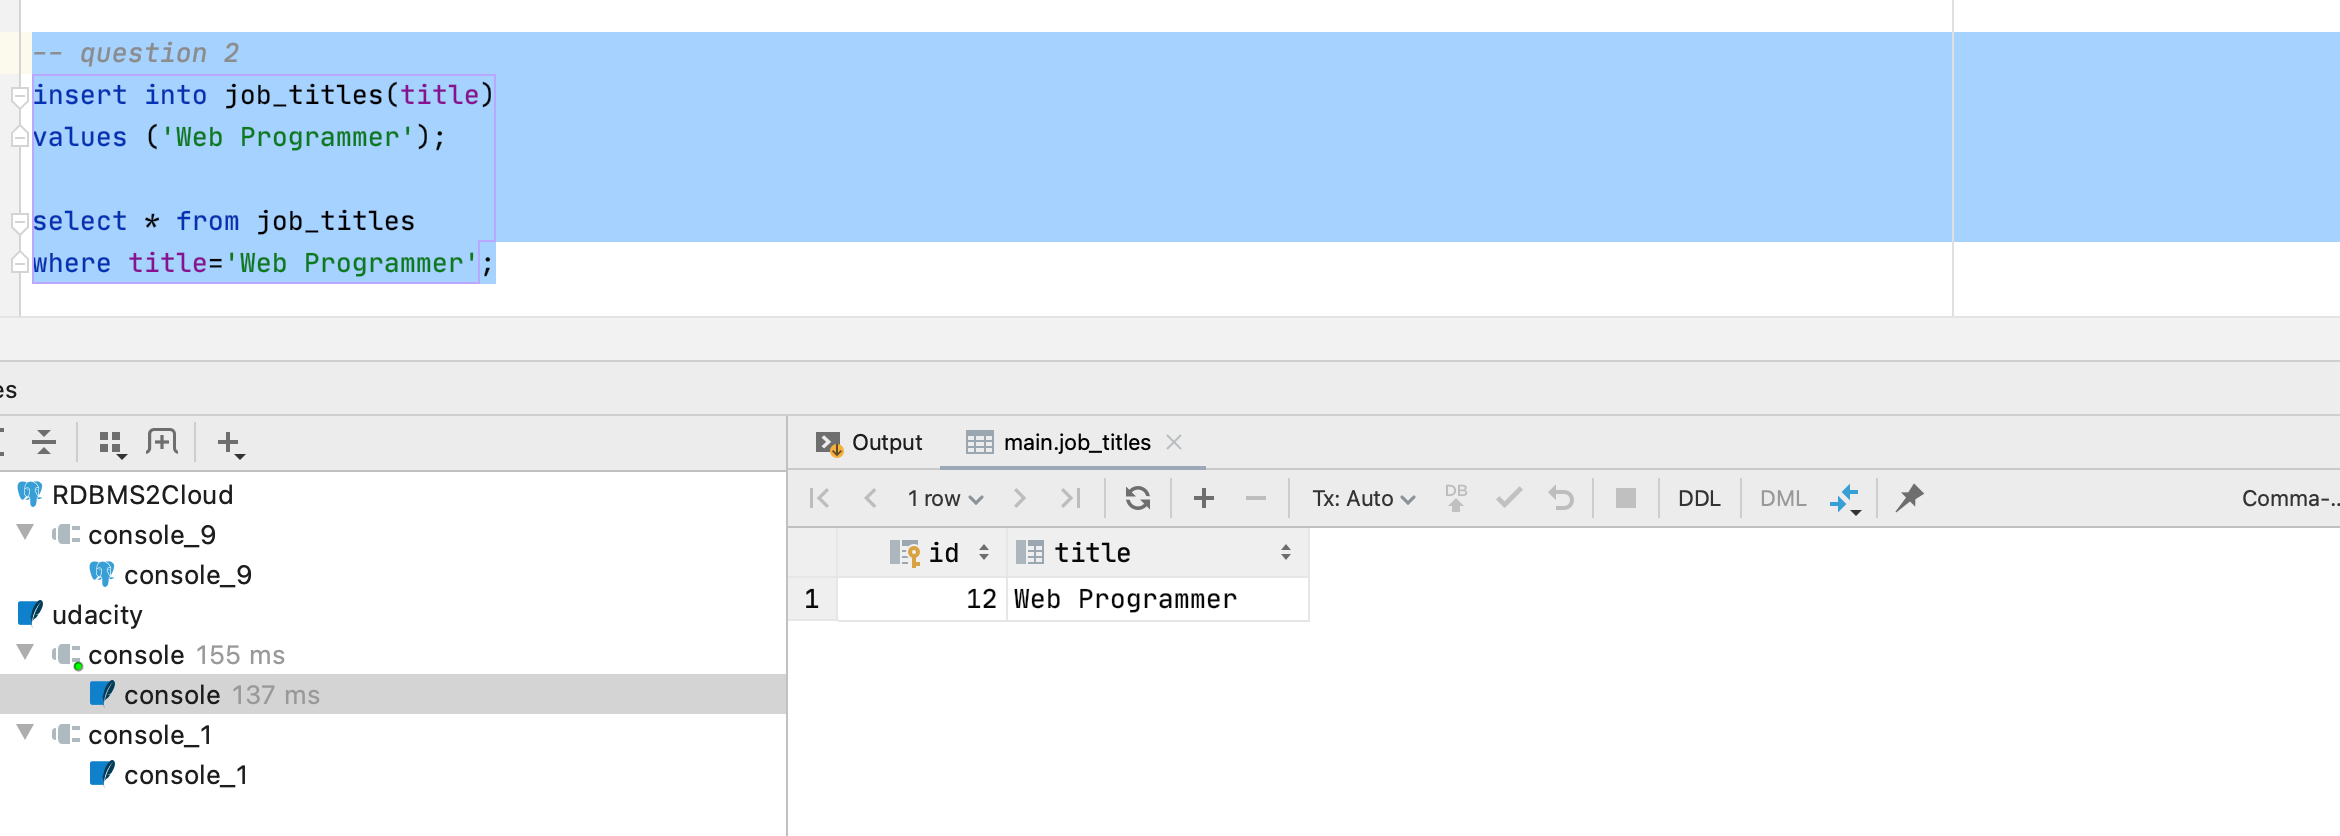 -- question 2
insert into job_titles(title)
values ('Web Programmer');
select * from job_titles
where title='Web Programmer';
es
Output main.job_titles
1 row Tx: Auto DB DDL DML Comma-...
RDBMS2Cloud
console_9
console_9
udacity
console 155 ms
console 137 ms
console_1
console_1
id title
1 12 Web Programmer